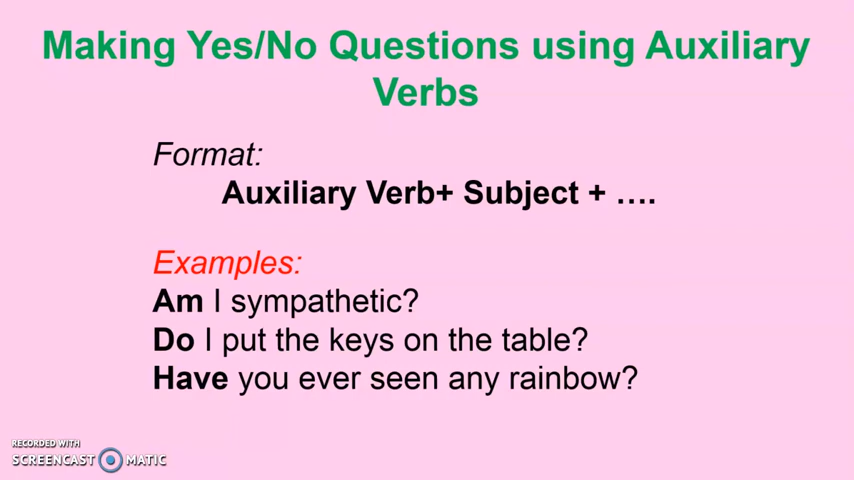 Making Yes/No Questions using Auxiliary
Verbs
Format:
Auxiliary Verb+ Subject + ....
Examples:
Am I sympathetic?
Do I put the keys on the table?
Have you ever seen any rainbow?
RECORDED WITH
SCREENCAST MATIC